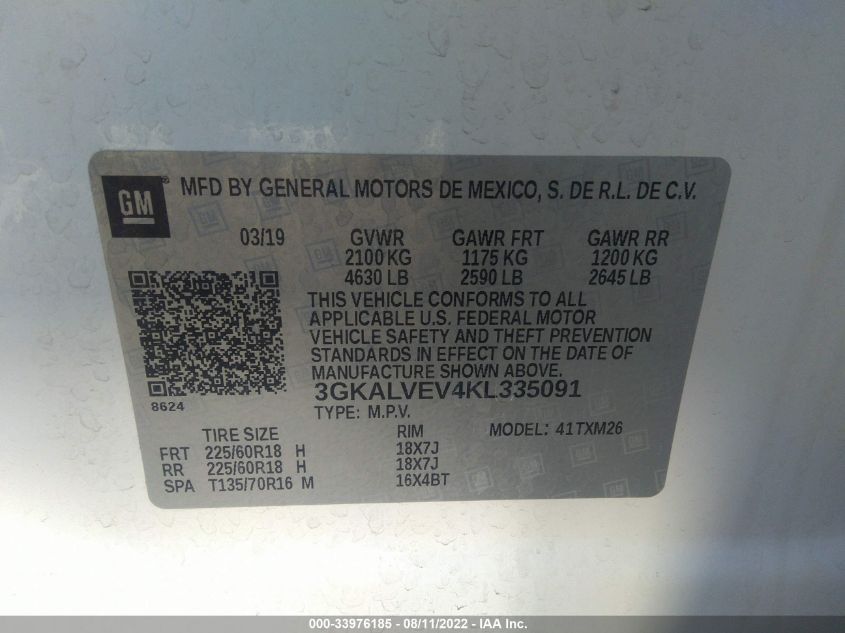 GM ® MFD BY GENERAL MOTORS DE MEXICO, S. DE R.L. DE C.V.
03/19 GVWR GAWR FRT GAWR RR
2100 KG 1175 KG 1200 KG
4630 LB 2590 LB 2645 LB
THIS VEHICLE CONFORMS TO ALL
APPLICABLE U.S. FEDERAL MOTOR
VEHICLE SAFETY AND THEFT PREVENTION
STANDARDS IN EFFECT ON THE DATE OF
MANUFACTURE SHOWN ABOVE.
3GKALVEV4KL335091
8624
TYPE: M.P.V.
TIRE SIZE RIM MODEL: 41TXM26
FRT 225/60R18 H 18X7J
RR 225/60R18 H 18X7J
SPA T135/70R16 M 16X4BT
000-33976185 - 08/11/2022 - IAAI.com